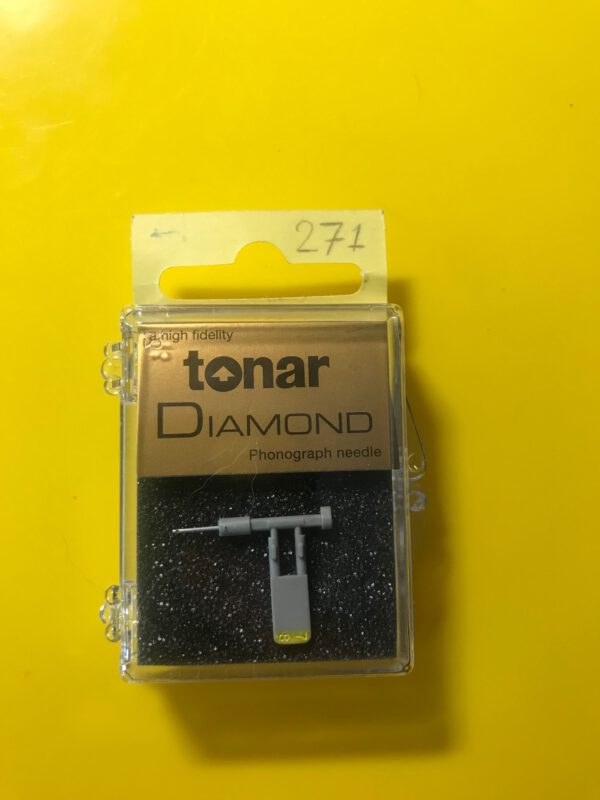 271
high fidelity
tonar
DIAMOND
Phonograph needle